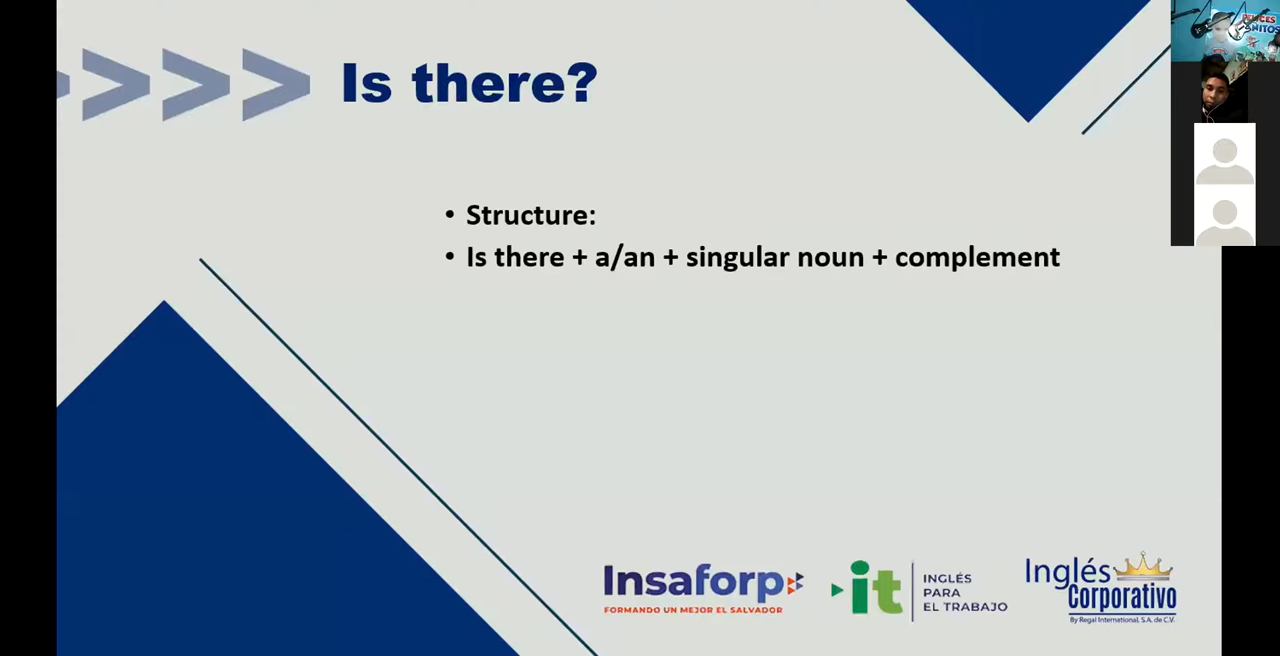 Is there?
• Structure:
• Is there + a/an + singular noun + complement
Insaforp
FORMANDO UN MEJOR EL SALVADOR
it
INGLÉS
PARA
EL TRABAJO
Inglés
Corporativo
By Regal International, S.A. de C.V.